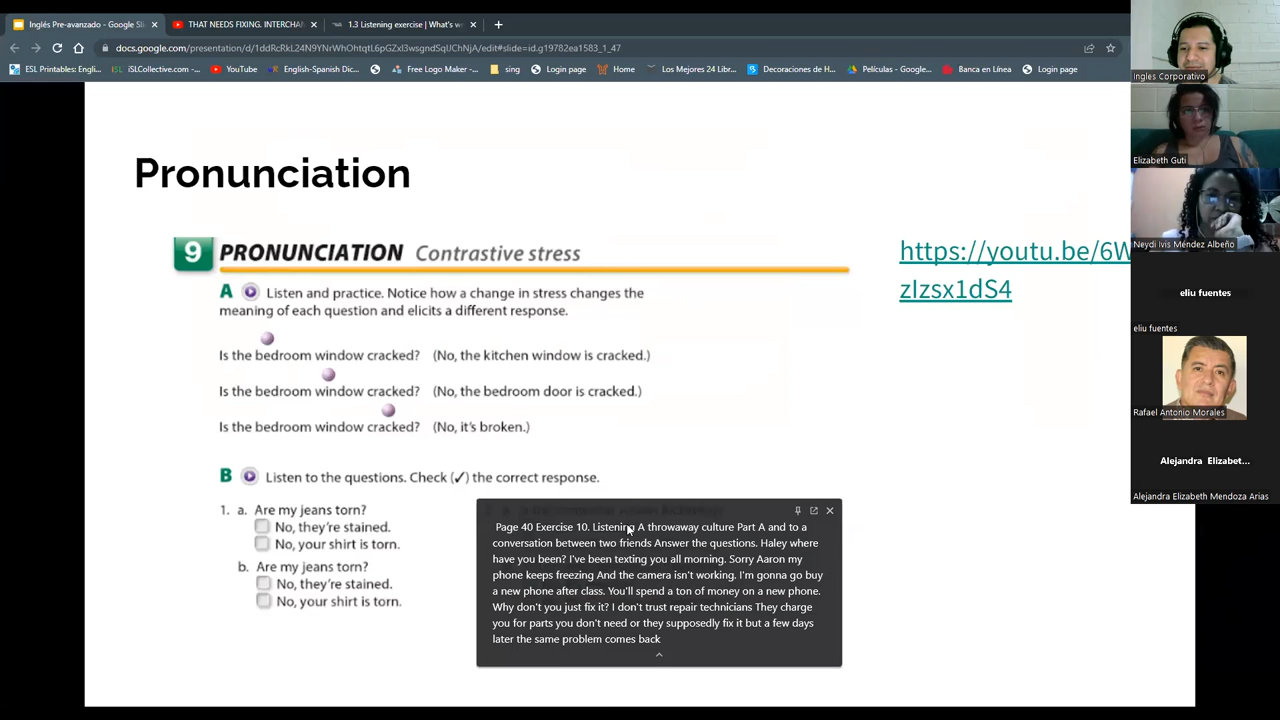 Inglés Pre-avanzado - Google Sli
THAT NEEDS FIXING. INTERCHAN
1.3 Listening exercise | What's w
docs.google.com/presentation/d/1ddRcRkL24N9YNrWhOhtqtL6pGZxl3wsgndSqUChNjA/edit#slide=id.g19782ea1583_1_47
ESL Printables: Engli...
iSLCollective.com -...
YouTube
English-Spanish Dic...
Free Logo Maker -...
sing
Login page
Home
Los Mejores 24 Libr...
Decoraciones de H...
Películas - Google...
Banca en Línea
Login page
Ingles Corporativo
Elizabeth Guti
Neydi Ivis Méndez Albeño
eliu fuentes
eliu fuentes
Rafael Antonio Morales
Alejandra Elizabet...
Alejandra Elizabeth Mendoza Arias
Pronunciation
9 PRONUNCIATION Contrastive stress
https://youtu.be/6W
zIzsx1dS4
A Listen and practice. Notice how a change in stress changes the
meaning of each question and elicits a different response.
Is the bedroom window cracked? (No, the kitchen window is cracked.)
Is the bedroom window cracked? (No, the bedroom door is cracked.)
Is the bedroom window cracked? (No, it's broken.)
B Listen to the questions. Check (✓) the correct response.
1. a. Are my jeans torn?
No, they're stained.
No, your shirt is torn.
b. Are my jeans torn?
No, they're stained.
No, your shirt is torn.
Page 40 Exercise 10. Listening A throwaway culture Part A and to a
conversation between two friends Answer the questions. Haley where
have you been? I've been texting you all morning. Sorry Aaron my
phone keeps freezing And the camera isn't working. I'm gonna go buy
a new phone after class. You'll spend a ton of money on a new phone.
Why don't you just fix it? I don't trust repair technicians They charge
you for parts you don't need or they supposedly fix it but a few days
later the same problem comes back